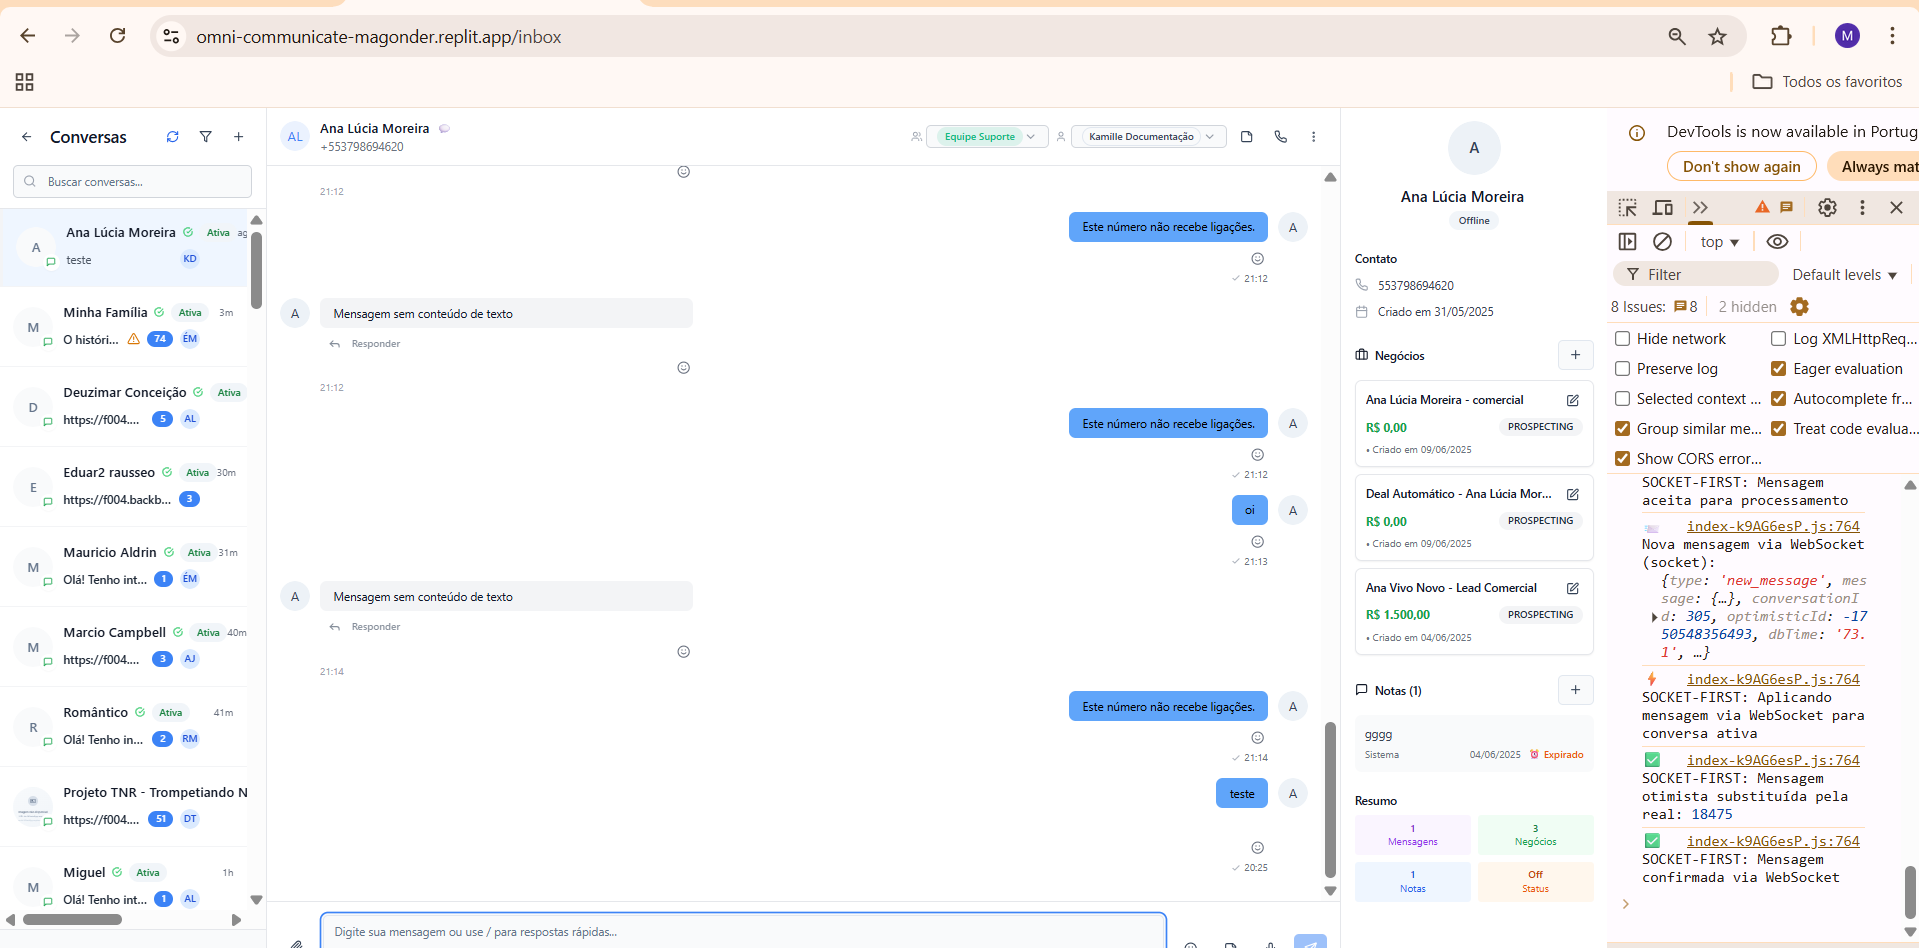 omni-communicate-magonder.replit.app/inbox
M
Todos os favoritos
Conversas
Buscar conversas...
A
Ana Lúcia Moreira
Ativa
ag
teste
KD
M
Minha Família
Ativa
3m
O históri...
74
ÉM
D
Deuzimar Conceição
Ativa
https://f004....
5
AL
E
Eduar2 rausseo
Ativa
30m
https://f004.backb...
3
M
Mauricio Aldrin
Ativa
31m
Olá! Tenho int...
1
ÉM
M
Marcio Campbell
Ativa
40m
https://f004....
3
AJ
R
Romântico
Ativa
41m
Olá! Tenho in...
2
RM
Projeto TNR - Trompetiando N
https://f004....
51
DT
M
Miguel
Ativa
1h
Olá! Tenho int...
1
AL
AL
Ana Lúcia Moreira
+553798694620
Equipe Suporte
Kamille Documentação
21:12
Este número não recebe ligações.
A
21:12
A
Mensagem sem conteúdo de texto
Responder
21:12
Este número não recebe ligações.
A
21:12
oi
A
21:13
A
Mensagem sem conteúdo de texto
Responder
21:14
Este número não recebe ligações.
A
21:14
teste
A
20:25
Digite sua mensagem ou use / para respostas rápidas...
A
Ana Lúcia Moreira
Offline
Contato
553798694620
Criado em 31/05/2025
Negócios
+
Ana Lúcia Moreira - comercial
R$ 0,00
PROSPECTING
• Criado em 09/06/2025
Deal Automático - Ana Lúcia Mor...
R$ 0,00
PROSPECTING
• Criado em 09/06/2025
Ana Vivo Novo - Lead Comercial
R$ 1.500,00
PROSPECTING
• Criado em 04/06/2025
Notas (1)
+
gggg
Sistema
04/06/2025
Expirado
Resumo
1
Mensagens
3
Negócios
1
Notas
Off
Status
DevTools is now available in Portug
Don't show again
Always mat
top
Filter
Default levels
8 Issues:
8
2 hidden
Hide network
Log XMLHttpReq...
Preserve log
Eager evaluation
Selected context ...
Autocomplete fr...
Group similar me...
Treat code evalua...
Show CORS error...
SOCKET-FIRST: Mensagem
aceita para processamento
index-k9AG6esP.js:764
Nova mensagem via WebSocket
(socket):
{type: 'new_message', mes
sage: {…}, conversationI
d: 305, optimisticId: -17
50548356493, dbTime: '73.
1', …}
index-k9AG6esP.js:764
SOCKET-FIRST: Aplicando
mensagem via WebSocket para
conversa ativa
index-k9AG6esP.js:764
SOCKET-FIRST: Mensagem
otimista substituída pela
real: 18475
index-k9AG6esP.js:764
SOCKET-FIRST: Mensagem
confirmada via WebSocket